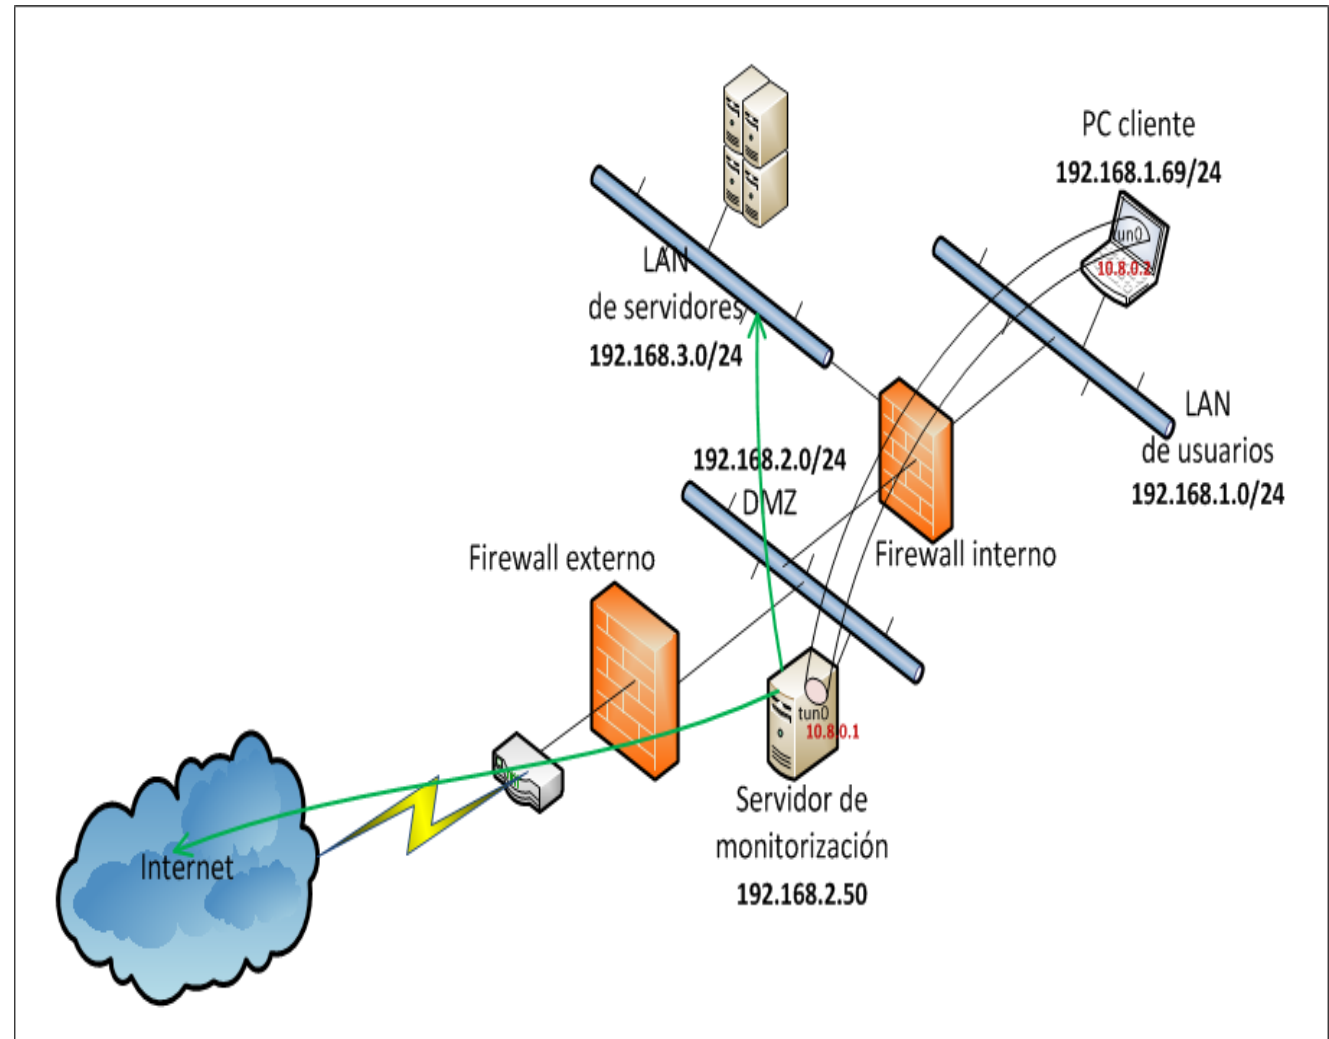 PC cliente
192.168.1.69/24
tun0
10.8.0.2
LAN
de servidores
192.168.3.0/24
LAN
de usuarios
192.168.1.0/24
192.168.2.0/24
DMZ
Firewall externo
Firewall interno
tun0
10.8.0.1
Servidor de
monitorización
192.168.2.50
Internet